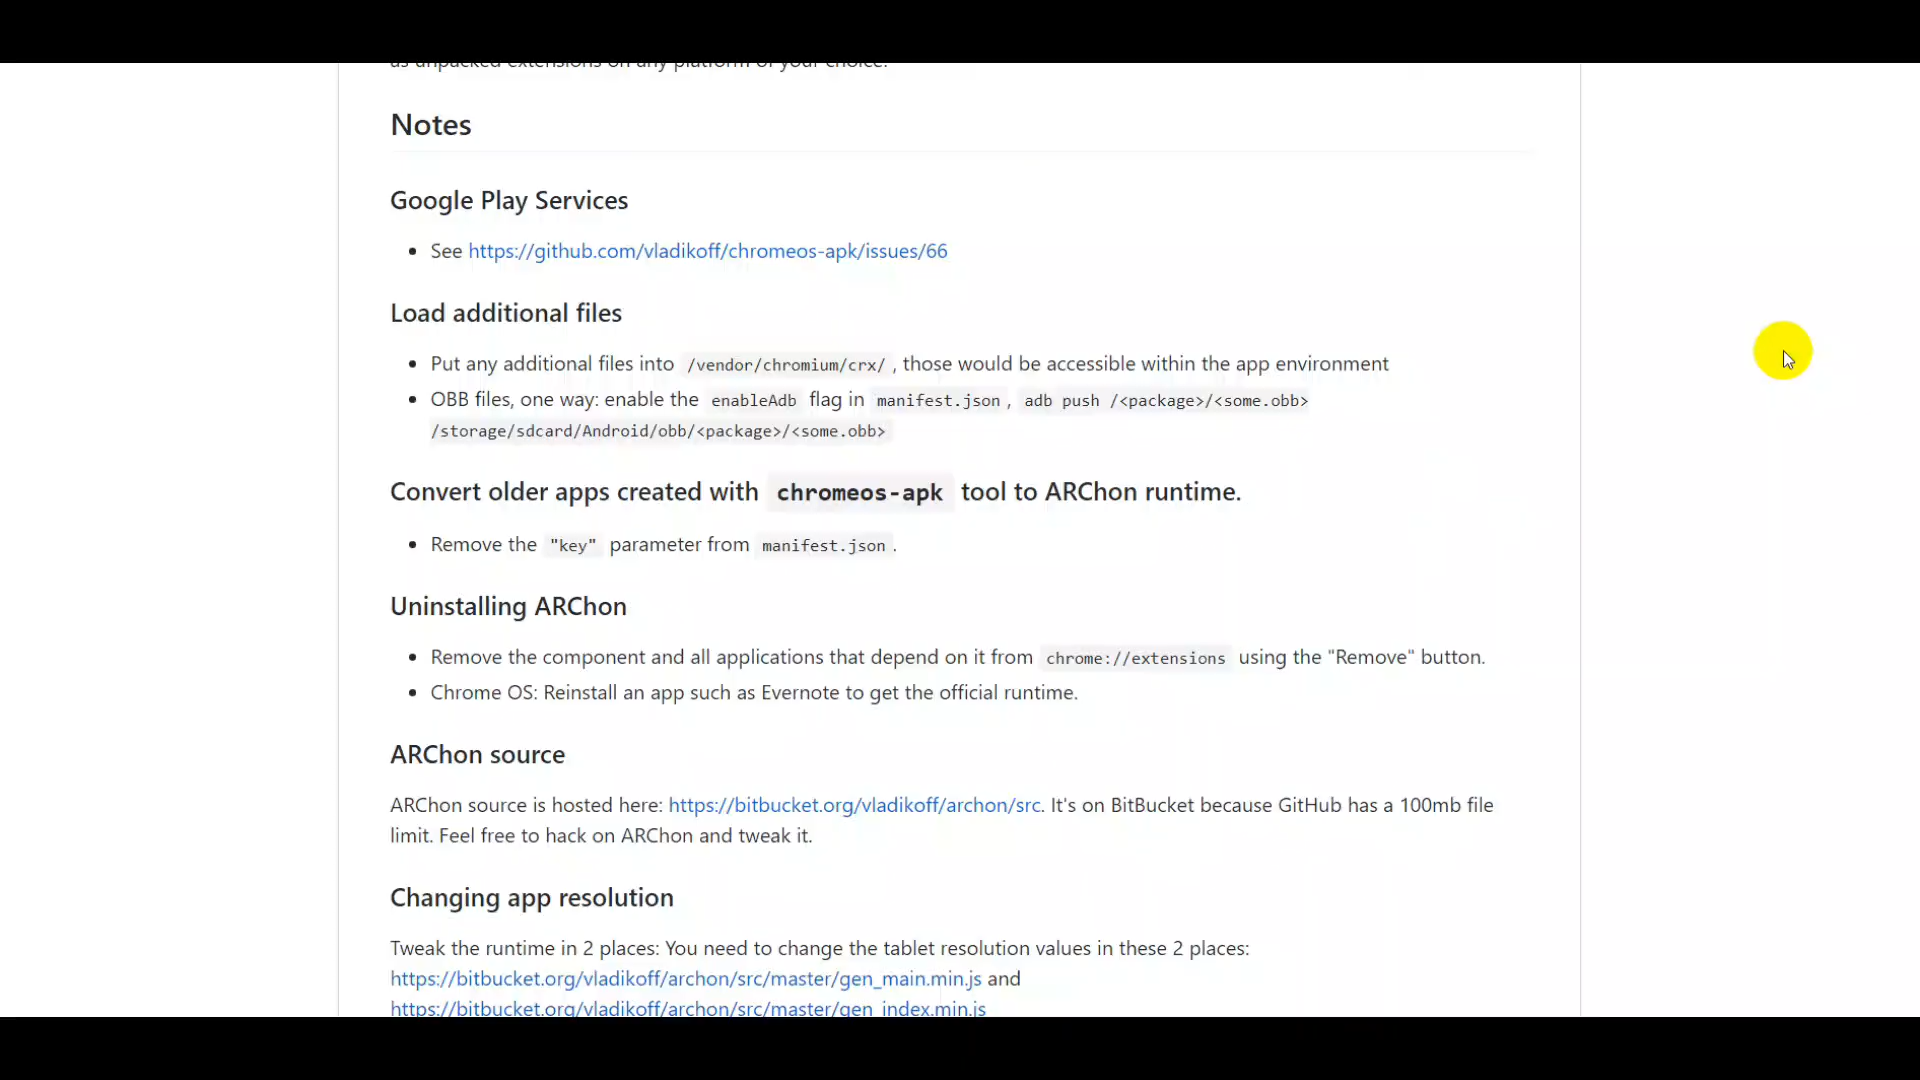 as unpacked extensions on any platform of your choice.
Notes
Google Play Services
See https://github.com/vladikoff/chromeos-apk/issues/66
Load additional files
Put any additional files into /vendor/chromium/crx/ , those would be accessible within the app environment
OBB files, one way: enable the enableAdb flag in manifest.json , adb push /<package>/<some.obb>
/storage/sdcard/Android/obb/<package>/<some.obb>
Convert older apps created with chromeos-apk tool to ARChon runtime.
Remove the "key" parameter from manifest.json .
Uninstalling ARChon
Remove the component and all applications that depend on it from chrome://extensions using the "Remove" button.
Chrome OS: Reinstall an app such as Evernote to get the official runtime.
ARChon source
ARChon source is hosted here: https://bitbucket.org/vladikoff/archon/src. It's on BitBucket because GitHub has a 100mb file
limit. Feel free to hack on ARChon and tweak it.
Changing app resolution
Tweak the runtime in 2 places: You need to change the tablet resolution values in these 2 places:
https://bitbucket.org/vladikoff/archon/src/master/gen_main.min.js and
https://bitbucket.org/vladikoff/archon/src/master/gen_index.min.js